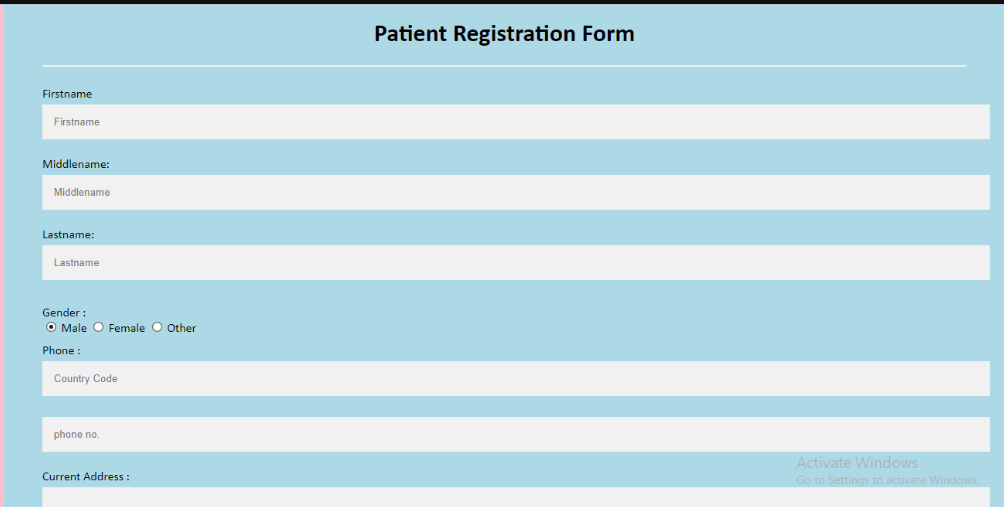 Patient Registration Form
Firstname
Firstname
Middlename:
Middlename
Lastname:
Lastname
Gender :
Male Female Other
Phone :
Country Code
phone no.
Current Address :
Activate Windows
Go to Settings to activate Windows.